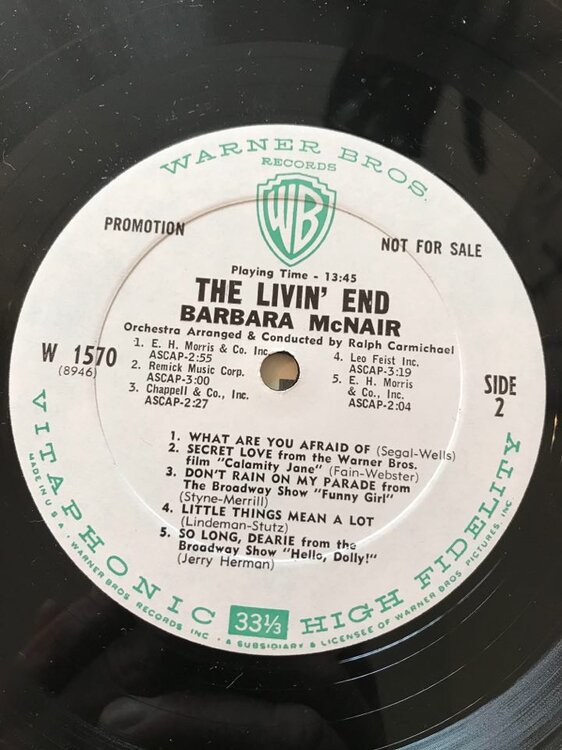 WARNER BROS.
RECORDS
WB
PROMOTION
NOT FOR SALE
Playing Time - 13:45
THE LIVIN' END
BARBARA McNAIR
Orchestra Arranged & Conducted by Ralph Carmichael
W 1570
(8946)
1. E. H. Morris & Co. Inc.
ASCAP-2:55
2. Remick Music Corp.
ASCAP-3:00
3. Chappell & Co., Inc.
ASCAP-2:27
4. Leo Feist Inc.
ASCAP-3:19
5. E. H. Morris
& Co., Inc.
ASCAP-2:04
SIDE
2
1. WHAT ARE YOU AFRAID OF (Segal-Wells)
2. SECRET LOVE from the Warner Bros.
film "Calamity Jane" (Fain-Webster)
3. DON'T RAIN ON MY PARADE from
The Broadway Show "Funny Girl"
(Styne-Merrill)
4. LITTLE THINGS MEAN A LOT
(Lindeman-Stutz)
5. SO LONG, DEARIE from the
Broadway Show "Hello, Dolly!"
(Jerry Herman)
VITAPHONIC 33⅓ HIGH FIDELITY
MADE IN U.S.A. • WARNER BROS. RECORDS INC. • A SUBSIDIARY & LICENSEE OF WARNER BROS. PICTURES, INC.